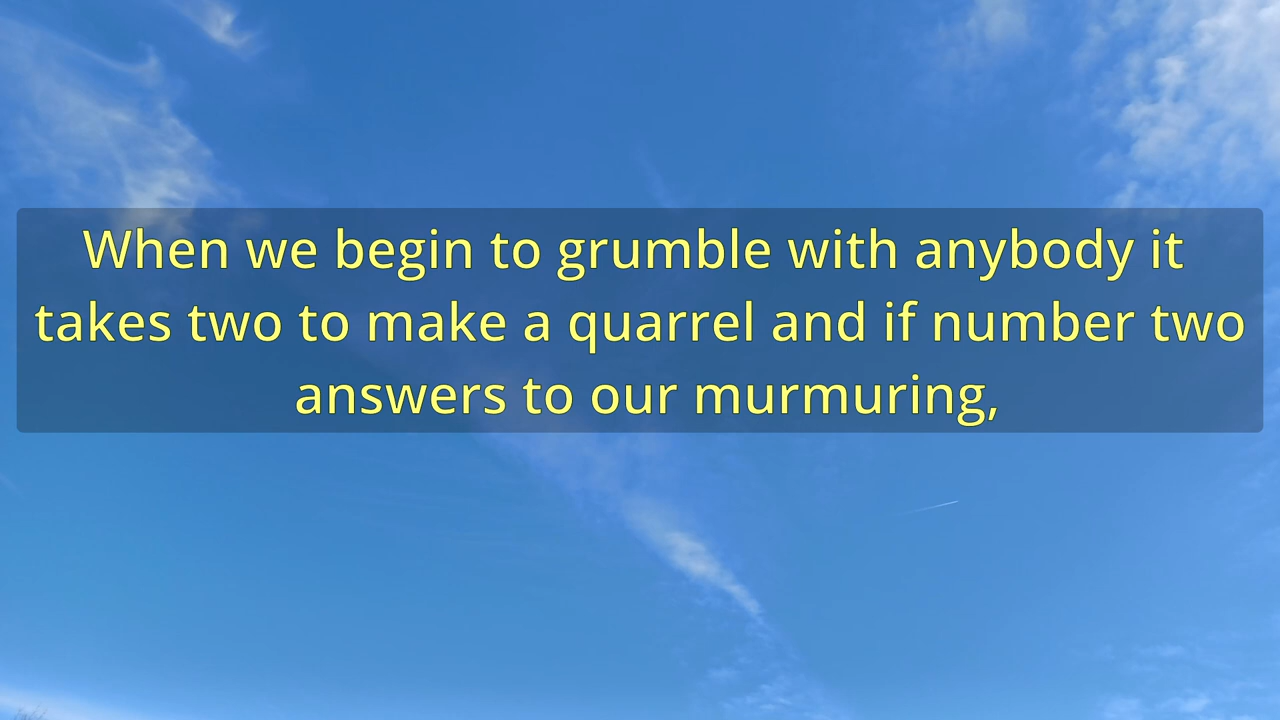 When we begin to grumble with anybody it
takes two to make a quarrel and if number two
answers to our murmuring,